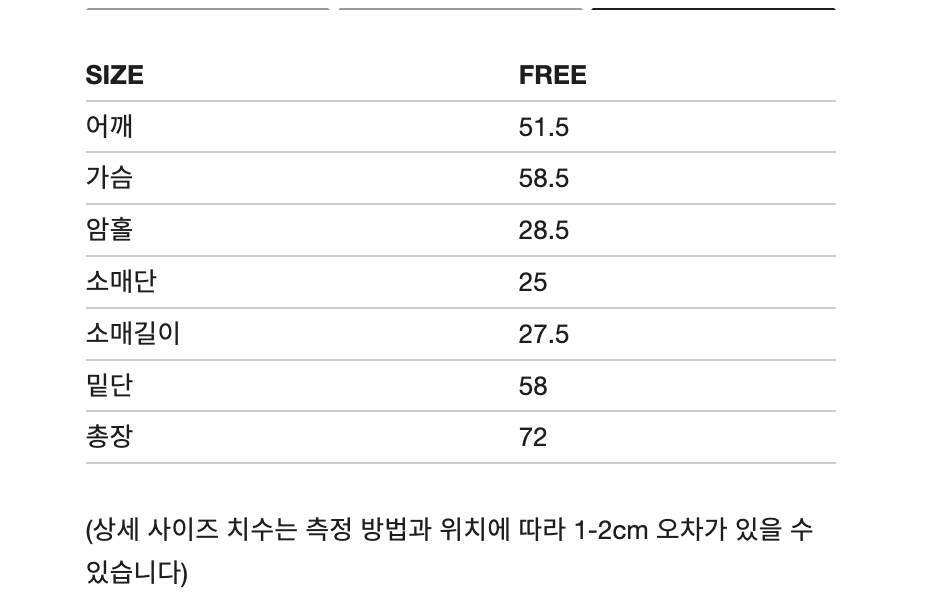 SIZE FREE
어깨 51.5
가슴 58.5
암홀 28.5
소매단 25
소매길이 27.5
밑단 58
총장 72
(상세 사이즈 치수는 측정 방법과 위치에 따라 1-2cm 오차가 있을 수
있습니다)